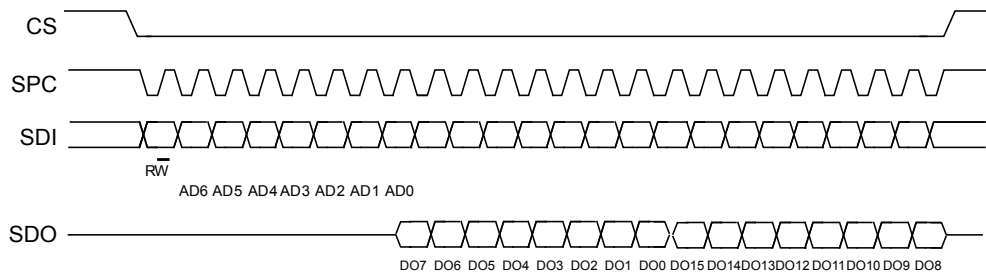 CS
SPC
SDI
RW
AD6 AD5 AD4 AD3 AD2 AD1 AD0
SDO
DO7 DO6 DO5 DO4 DO3 DO2 DO1 DO0 DO15 DO14 DO13 DO12 DO11 DO10 DO9 DO8